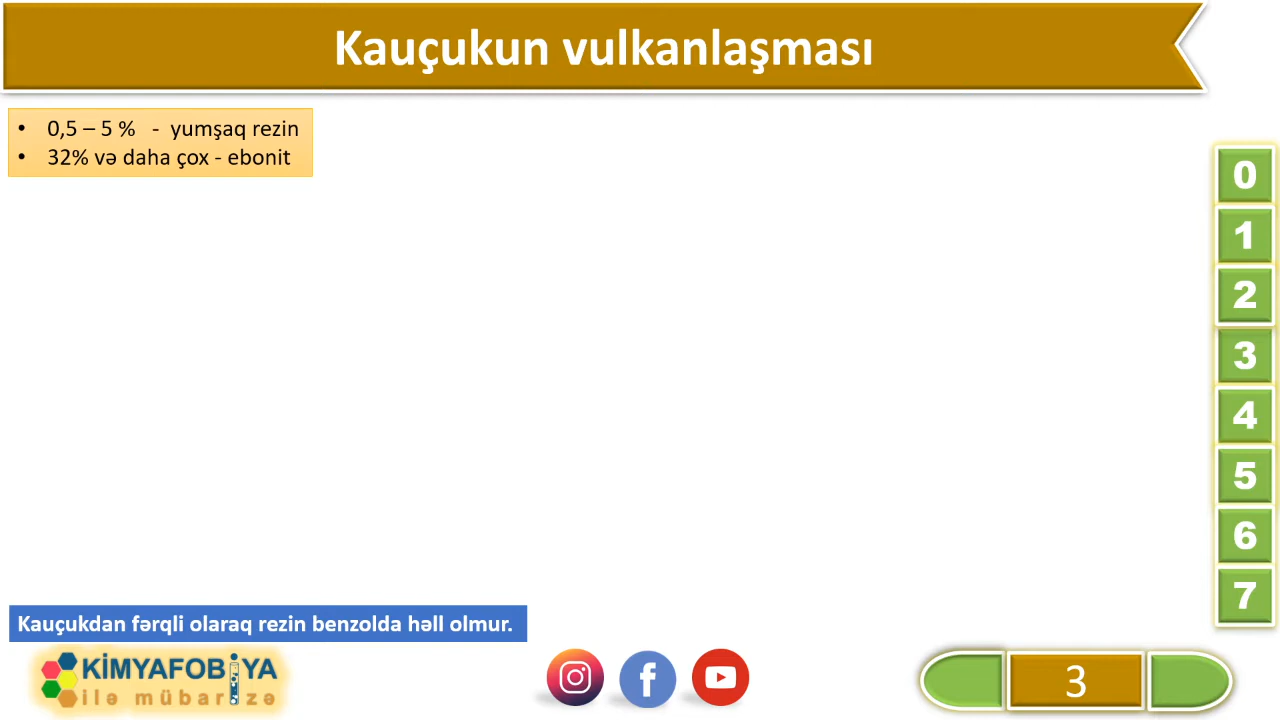 Kauçukun vulkanlaşması
• 0,5 – 5 % - yumşaq rezin
• 32% və daha çox - ebonit
0
1
2
3
4
5
6
7
Kauçukdan fərqli olaraq rezin benzolda həll olmur.
KİMYAFOBİYA
ilə mübarizə
3